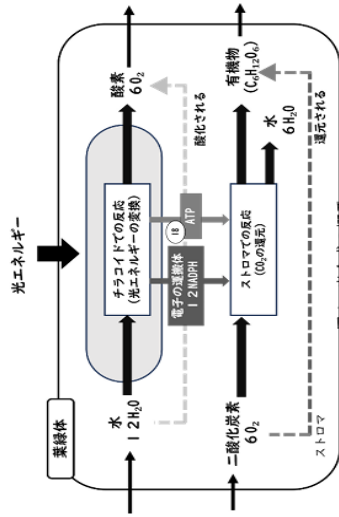 光エネルギー
葉緑体
水
12H₂O
チラコイドでの反応
(光エネルギーの変換)
酸素
6O₂
酸化される
電子の運搬体
12NADPH
18
ATP
二酸化炭素
6O₂
ストロマでの反応
(CO₂の還元)
有機物
(C₆H₁₂O₆)
水
6H₂O
還元される
ストロマ